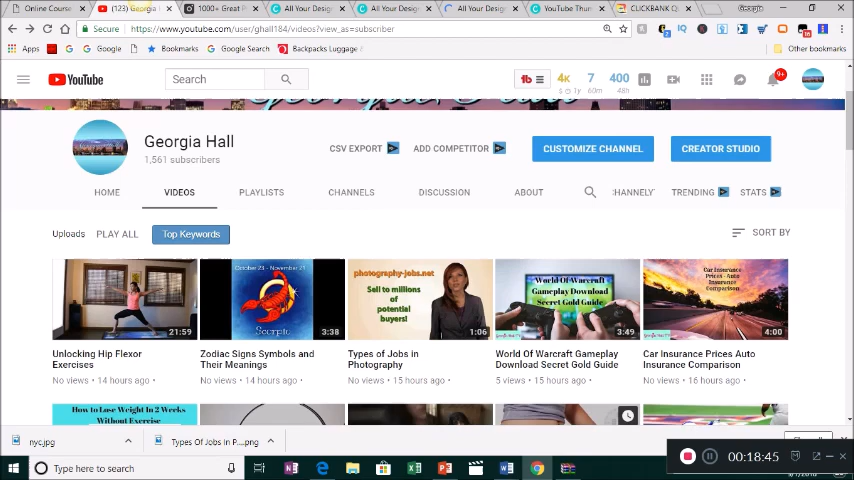 Online Course
(123) Georgia
1000+ Great P
All Your Design
All Your Design
All Your Design
YouTube Thum
CLICKBANK Q
Georgia
Secure https://www.youtube.com/user/ghall184/videos?view_as=subscriber
Apps Google Bookmarks Google Search Backpacks Luggage Other bookmarks
YouTube Search
4K 7 400
1y 60m 48h
9+
Georgia Hall
1,561 subscribers
CSV EXPORT ADD COMPETITOR CUSTOMIZE CHANNEL CREATOR STUDIO
HOME VIDEOS PLAYLISTS CHANNELS DISCUSSION ABOUT CHANNELY TRENDING STATS
Uploads PLAY ALL Top Keywords SORT BY
21:59
October 23 - November 21
Scorpio
3:38
photography-jobs.net
Sell to millions
of
potential
buyers!
1:06
World Of Warcraft
Gameplay Download
Secret Gold Guide
3:49
Car Insurance
Prices - Auto
Insurance
Comparison
4:00
Unlocking Hip Flexor
Exercises
No views • 14 hours ago
Zodiac Signs Symbols and
Their Meanings
No views • 14 hours ago
Types of Jobs in
Photography
No views • 15 hours ago
World Of Warcraft Gameplay
Download Secret Gold Guide
5 views • 15 hours ago
Car Insurance Prices Auto
Insurance Comparison
No views • 16 hours ago
How to Lose Weight In 2 Weeks
Without Exercise
nyc.jpg
Types Of Jobs In P....png
Type here to search
00:18:45